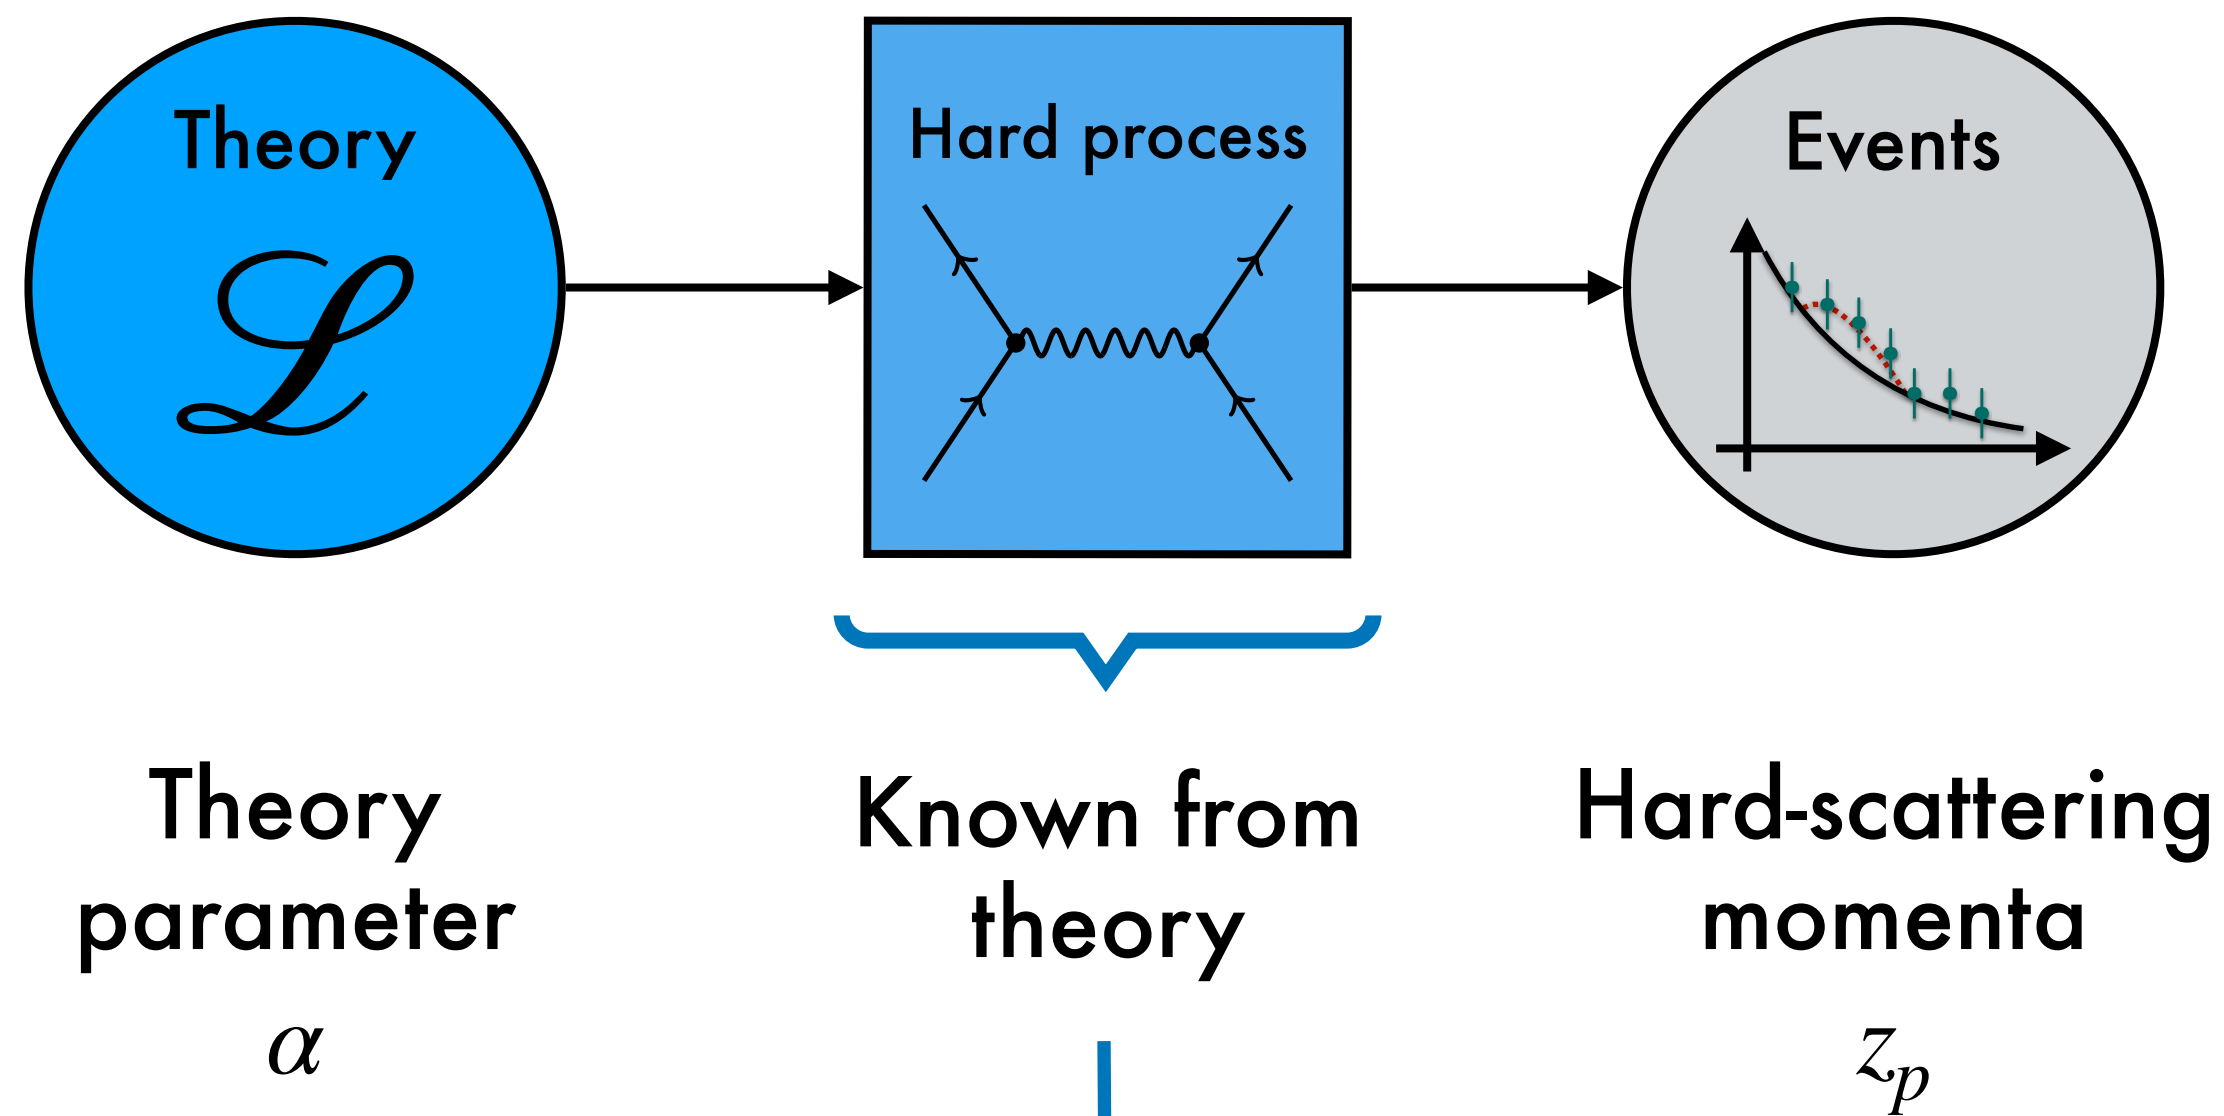 Theory
ℒ
Hard process
Events
Theory
parameter
α
Known from
theory
Hard-scattering
momenta
z_p